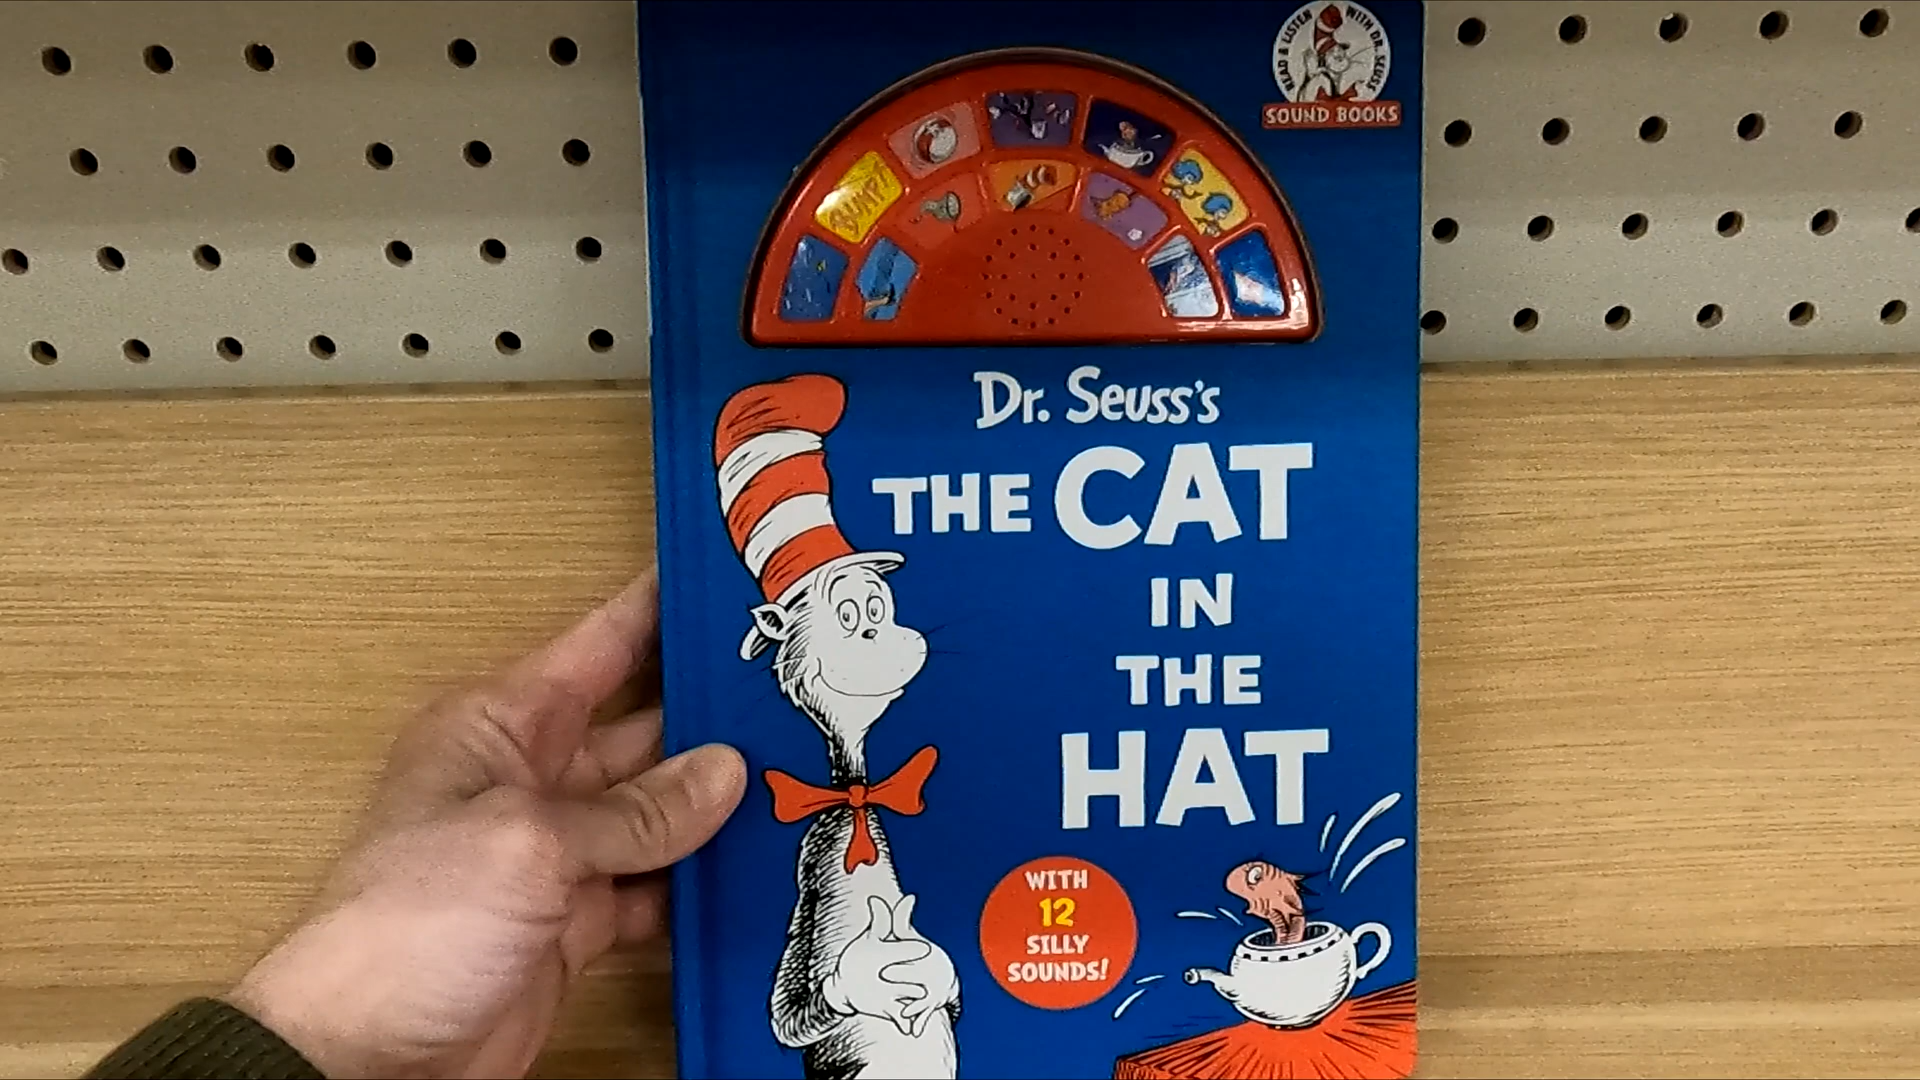 READ & LISTEN WITH DR. SEUSS
SOUND BOOKS
BUMP!
Dr. Seuss's
THE CAT
IN
THE
HAT
WITH
12
SILLY
SOUNDS!